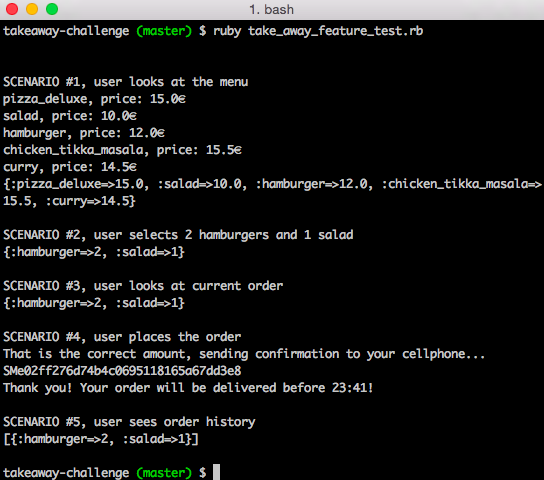 1. bash
takeaway-challenge (master) $ ruby take_away_feature_test.rb
SCENARIO #1, user looks at the menu
pizza_deluxe, price: 15.0€
salad, price: 10.0€
hamburger, price: 12.0€
chicken_tikka_masala, price: 15.5€
curry, price: 14.5€
{:pizza_deluxe=>15.0, :salad=>10.0, :hamburger=>12.0, :chicken_tikka_masala=>
15.5, :curry=>14.5}
SCENARIO #2, user selects 2 hamburgers and 1 salad
{:hamburger=>2, :salad=>1}
SCENARIO #3, user looks at current order
{:hamburger=>2, :salad=>1}
SCENARIO #4, user places the order
That is the correct amount, sending confirmation to your cellphone...
SMe02ff276d74b4c0695118165a67dd3e8
Thank you! Your order will be delivered before 23:41!
SCENARIO #5, user sees order history
[{:hamburger=>2, :salad=>1}]
takeaway-challenge (master) $